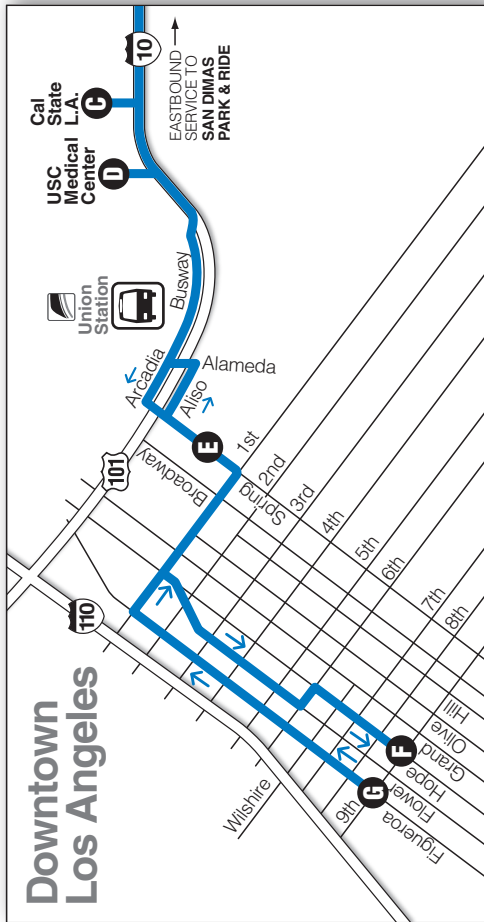 Downtown
Los Angeles
110
101
10
Cal
State
L.A.
C
USC
Medical
Center
D
EASTBOUND
SERVICE TO
SAN DIMAS
PARK & RIDE
Union
Station
Busway
Arcadia
Alameda
Aliso
E
Broadway
Spring
1st
2nd
3rd
4th
5th
6th
7th
8th
Wilshire
9th
G
F
Figueroa
Flower
Hope
Grand
Olive
Hill